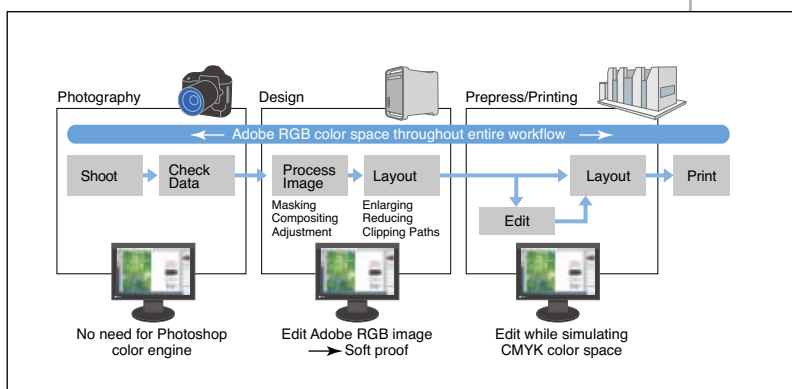 Photography
Design
Prepress/Printing
Adobe RGB color space throughout entire workflow
Shoot
Check
Data
Process
Image
Layout
Layout
Print
Masking
Compositing
Adjustment
Enlarging
Reducing
Clipping Paths
Edit
No need for Photoshop
color engine
Edit Adobe RGB image
Soft proof
Edit while simulating
CMYK color space